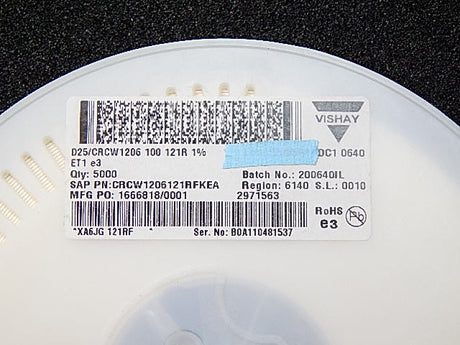 VISHAY
D25/CRCW1206 100 121R 1% DC1 0640
ET1 e3
Qty: 5000 Batch No.: 200640IL
SAP PN:CRCW1206121RFKEA Region: 6140 S.L.: 0010
MFG PO: 1666818/0001 2971563
RoHS
e3
Pb
*XA6JG 121RF Ser. No: B0A110481537